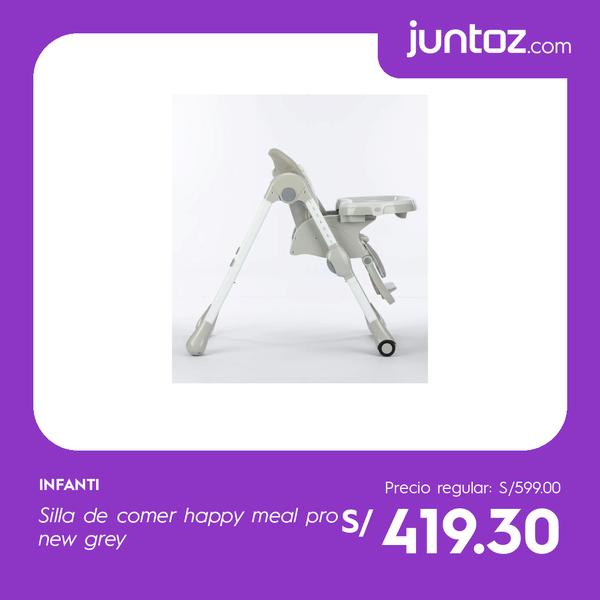 juntoz.com
INFANTI
Precio regular: S/599.00
Silla de comer happy meal pro
new grey
S/ 419.30